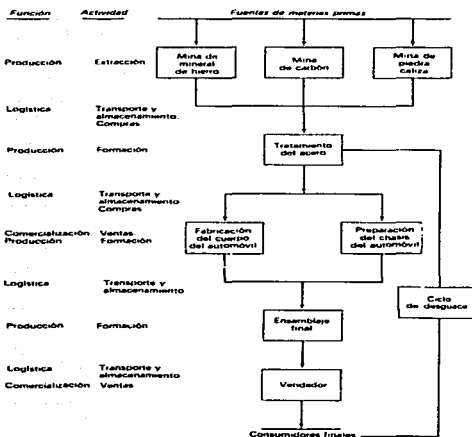 Función Actividad Fuentes de materias primas
Producción Extracción
Mina de
mineral
de hierro
Mina
de carbón
Mina de
piedra
caliza
Logística Transporte y
almacenamiento.
Compras
Producción Formación
Tratamiento
del acero
Logística Transporte y
almacenamiento
Compras
Comercialización. Ventas
Producción Formación
Fabricación
del cuerpo
del automóvil
Preparación
del chasis
del automóvil
Logística Transporte y
almacenamiento
Ciclo
de desguace
Producción Formación
Ensamblaje
final
Logística Transporte y
almacenamiento
Comercialización Ventas
Vendador
Consumidores finales